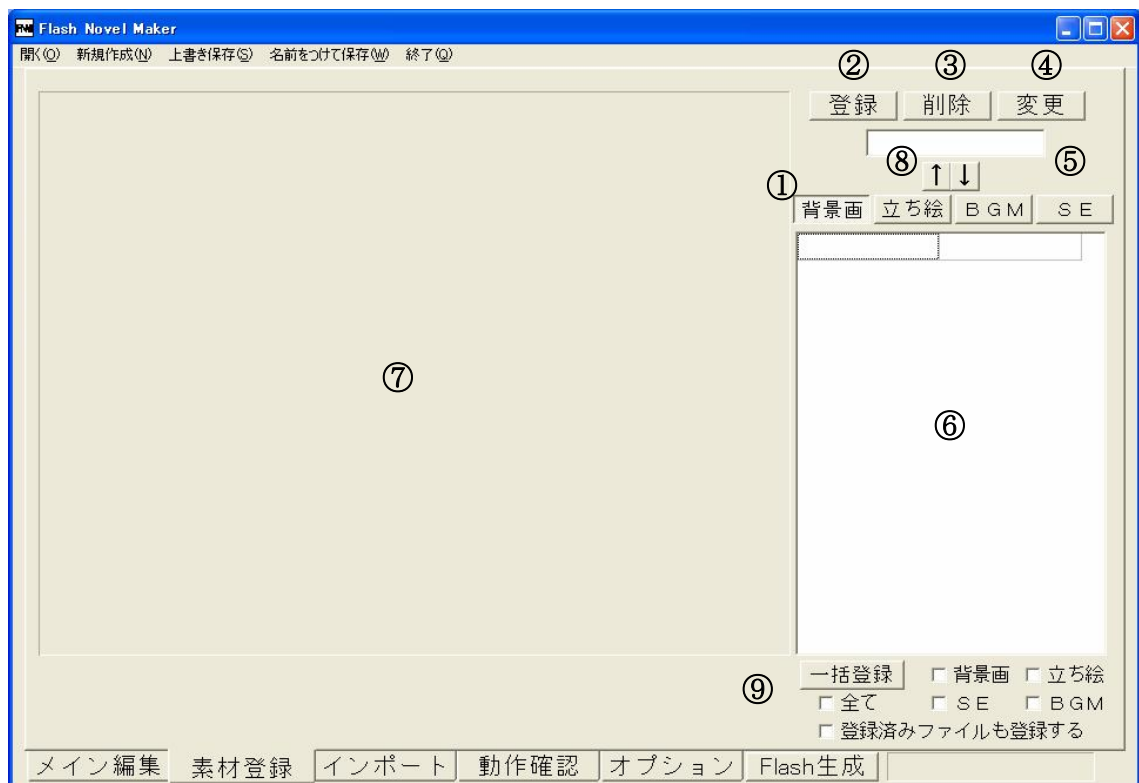 Flash Novel Maker
開く(O) 新規作成(N) 上書き保存(S) 名前をつけて保存(W) 終了(Q)
② ③ ④
登録 削除 変更
⑧ ⑤
↑ ↓
①
背景画 立ち絵 ＢＧＭ ＳＥ
⑦
⑥
⑨
一括登録 背景画 立ち絵
全て ＳＥ ＢＧＭ
登録済みファイルも登録する
メイン編集 素材登録 インポート 動作確認 オプション Flash生成